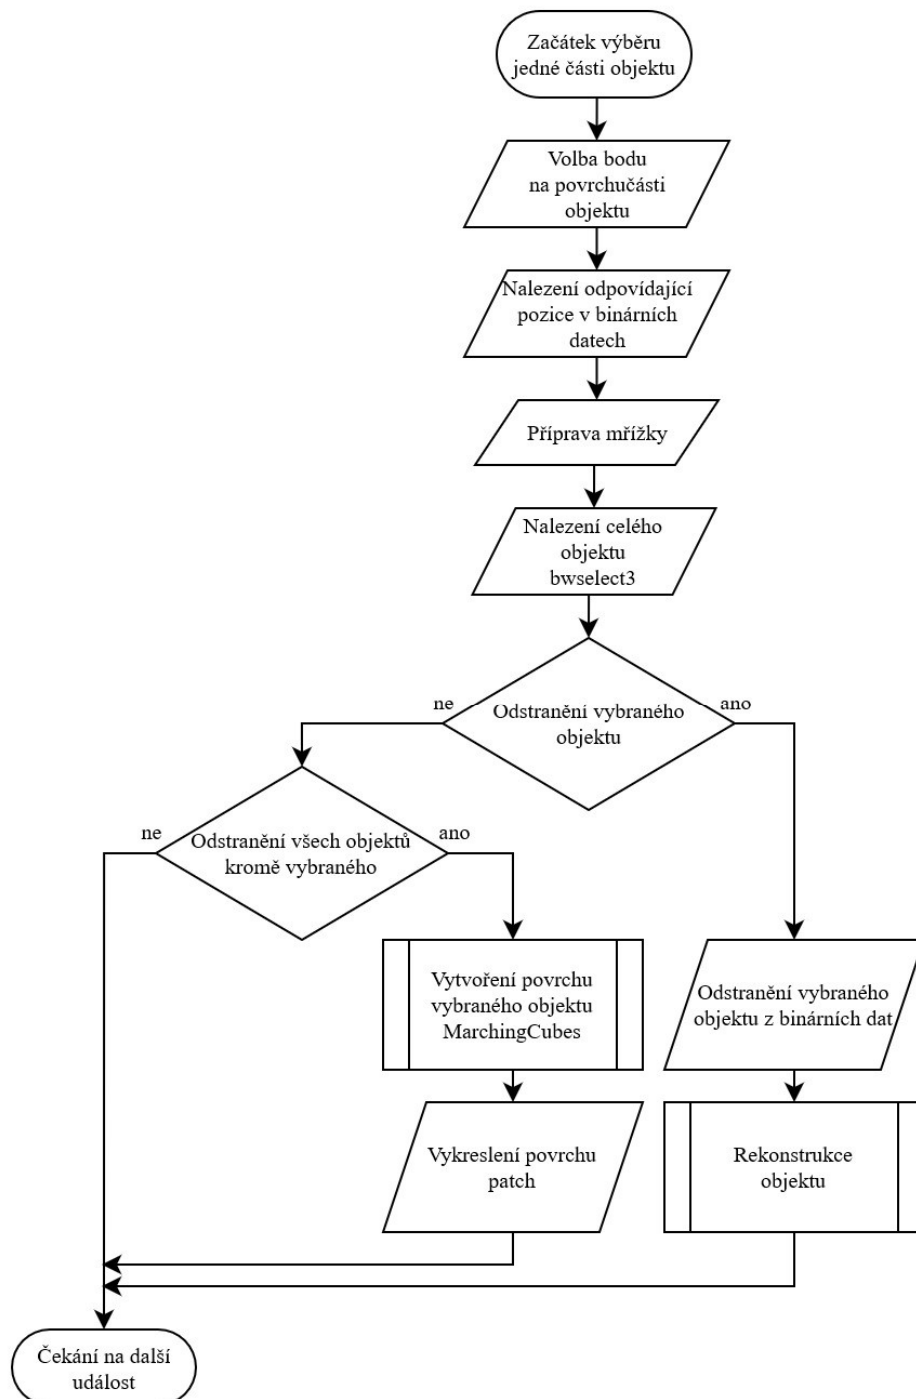 Začátek výběru
jedné části objektu
Volba bodu
na povrchučásti
objektu
Nalezení odpovídající
pozice v binárních
datech
Příprava mřížky
Nalezení celého
objektu
bwselect3
ne
ano
Odstranění vybraného
objektu
ne
ano
Odstranění všech objektů
kromě vybraného
Vytvoření povrchu
vybraného objektu
MarchingCubes
Odstranění vybraného
objektu z binárních dat
Vykreslení povrchu
patch
Rekonstrukce
objektu
Čekání na další
událost